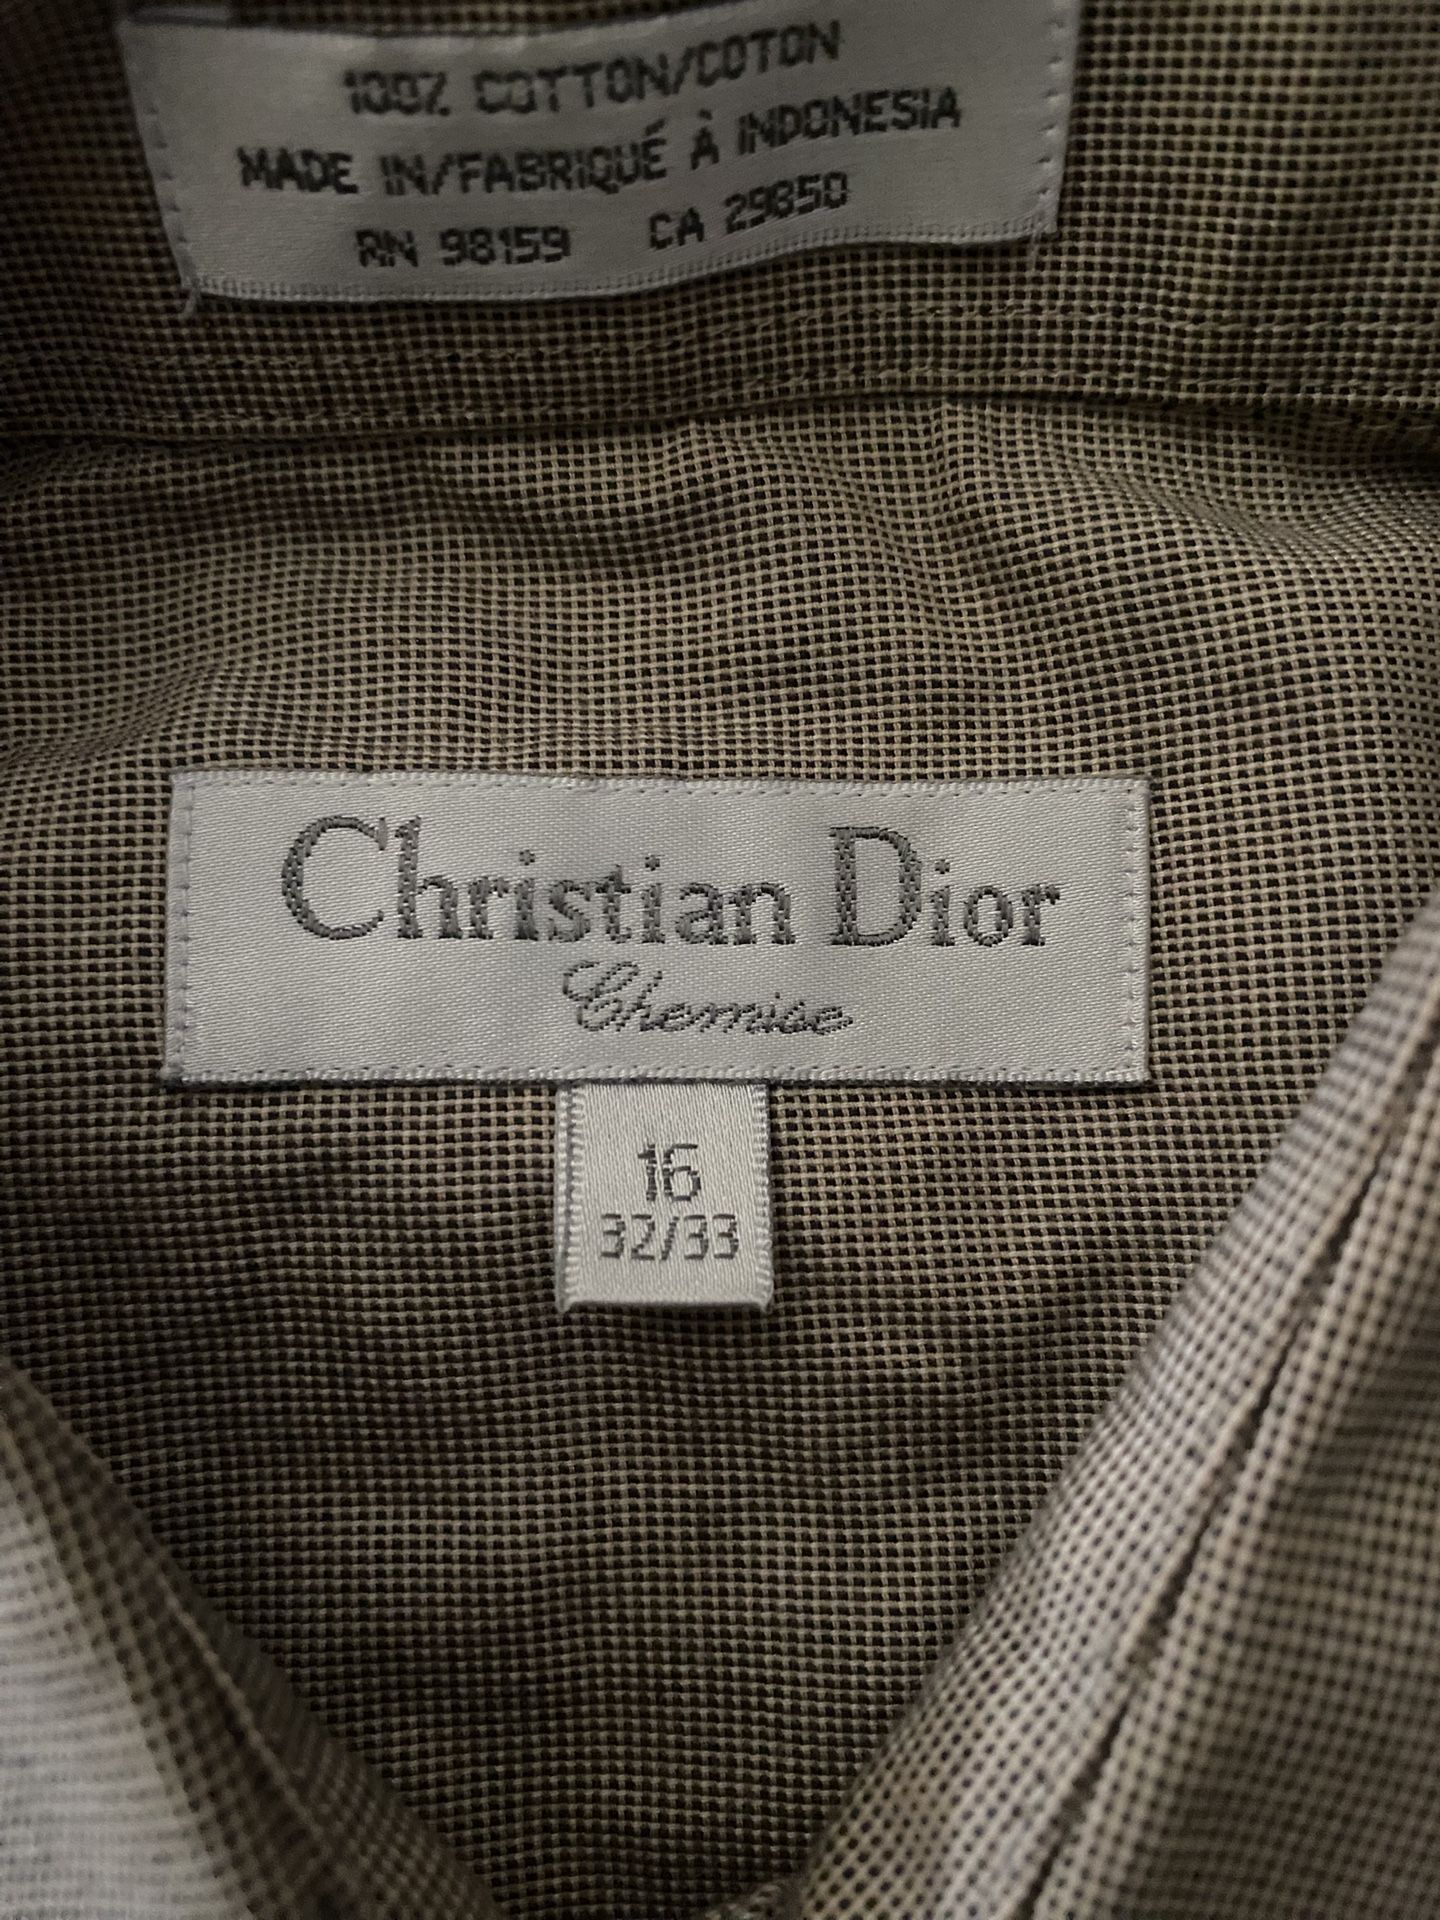 100% COTTON/COTON
MADE IN/FABRIQUÉ À INDONESIA
RN 98159 CA 29850
Christian Dior
Chemise
16
32/33